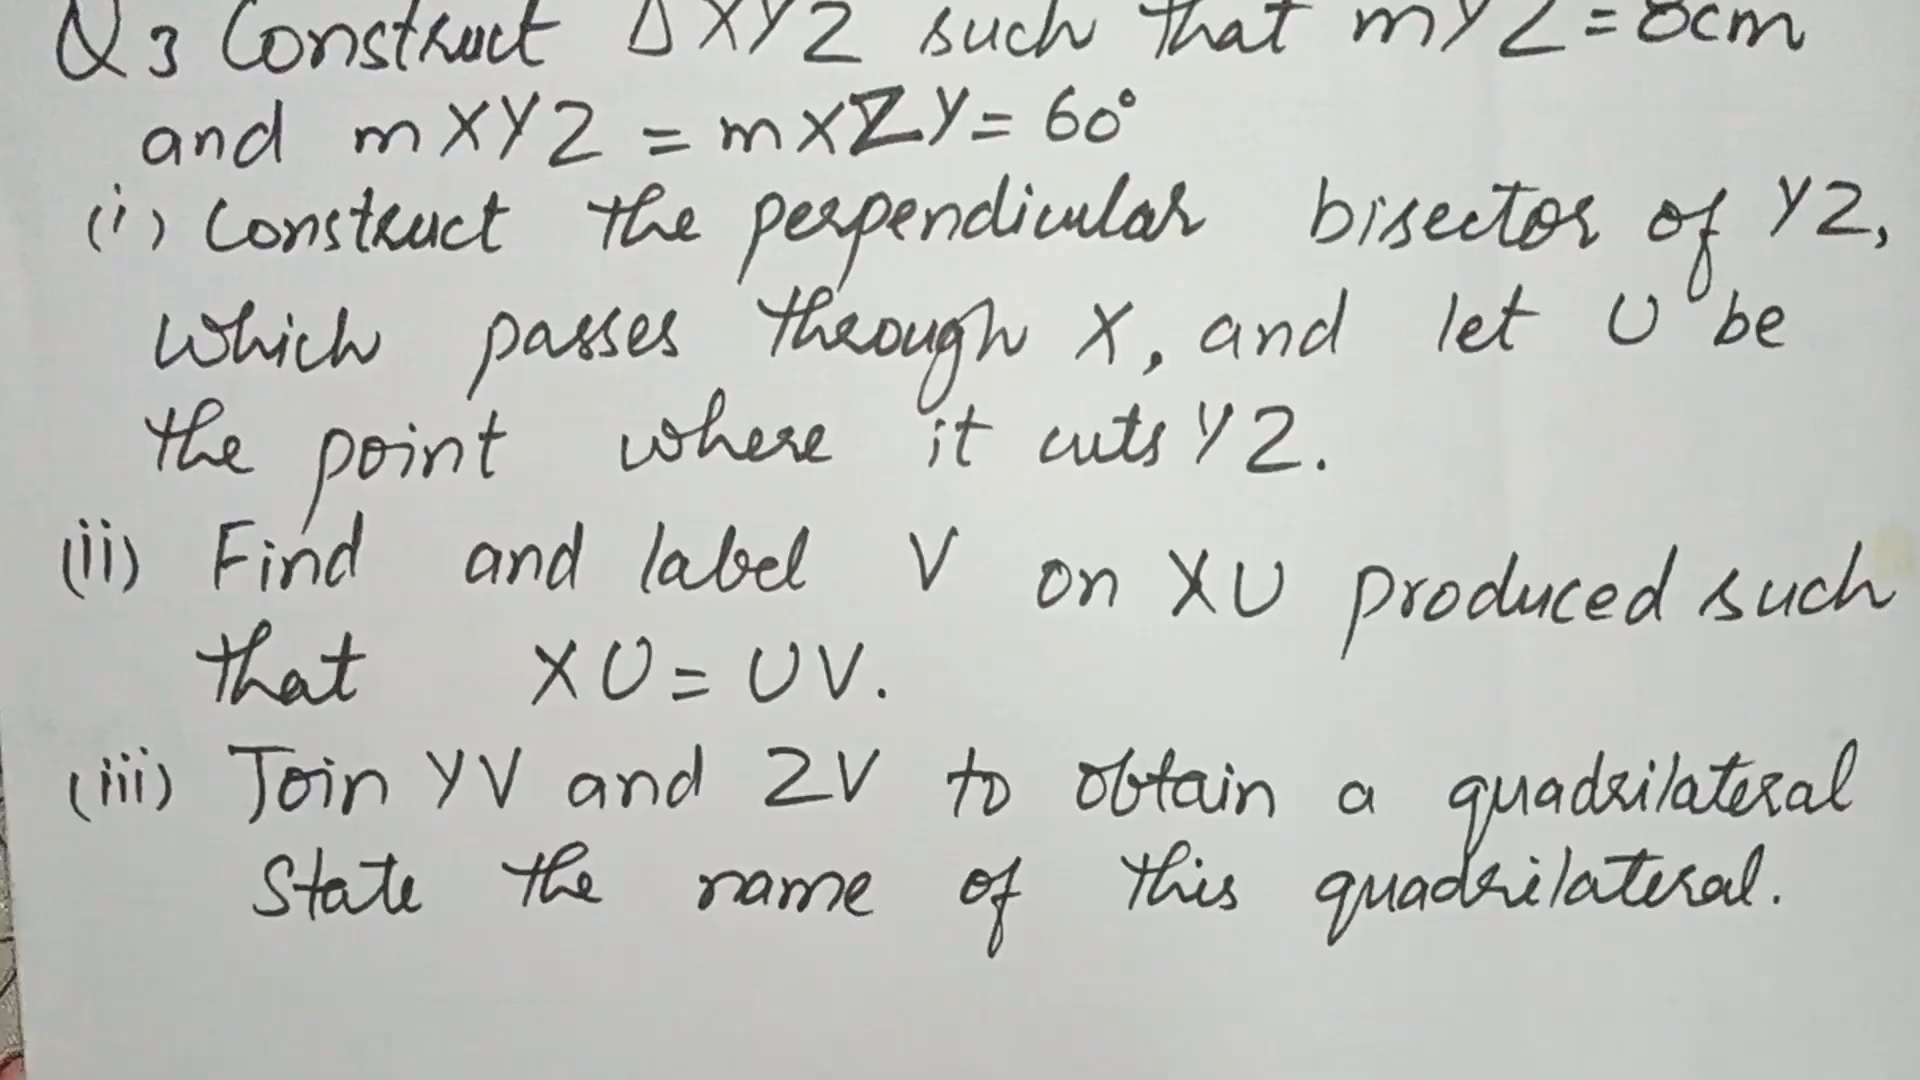 Q3 Construct Δ XYZ such that mYZ = 8cm
and mXYZ = mXZY = 60°
(i) Construct the perpendicular bisector of YZ,
which passes through X, and let U be
the point where it cuts YZ.
(ii) Find and label V on XU produced such
that XU = UV.
(iii) Join YV and ZV to obtain a quadrilateral
State the name of this quadrilateral.